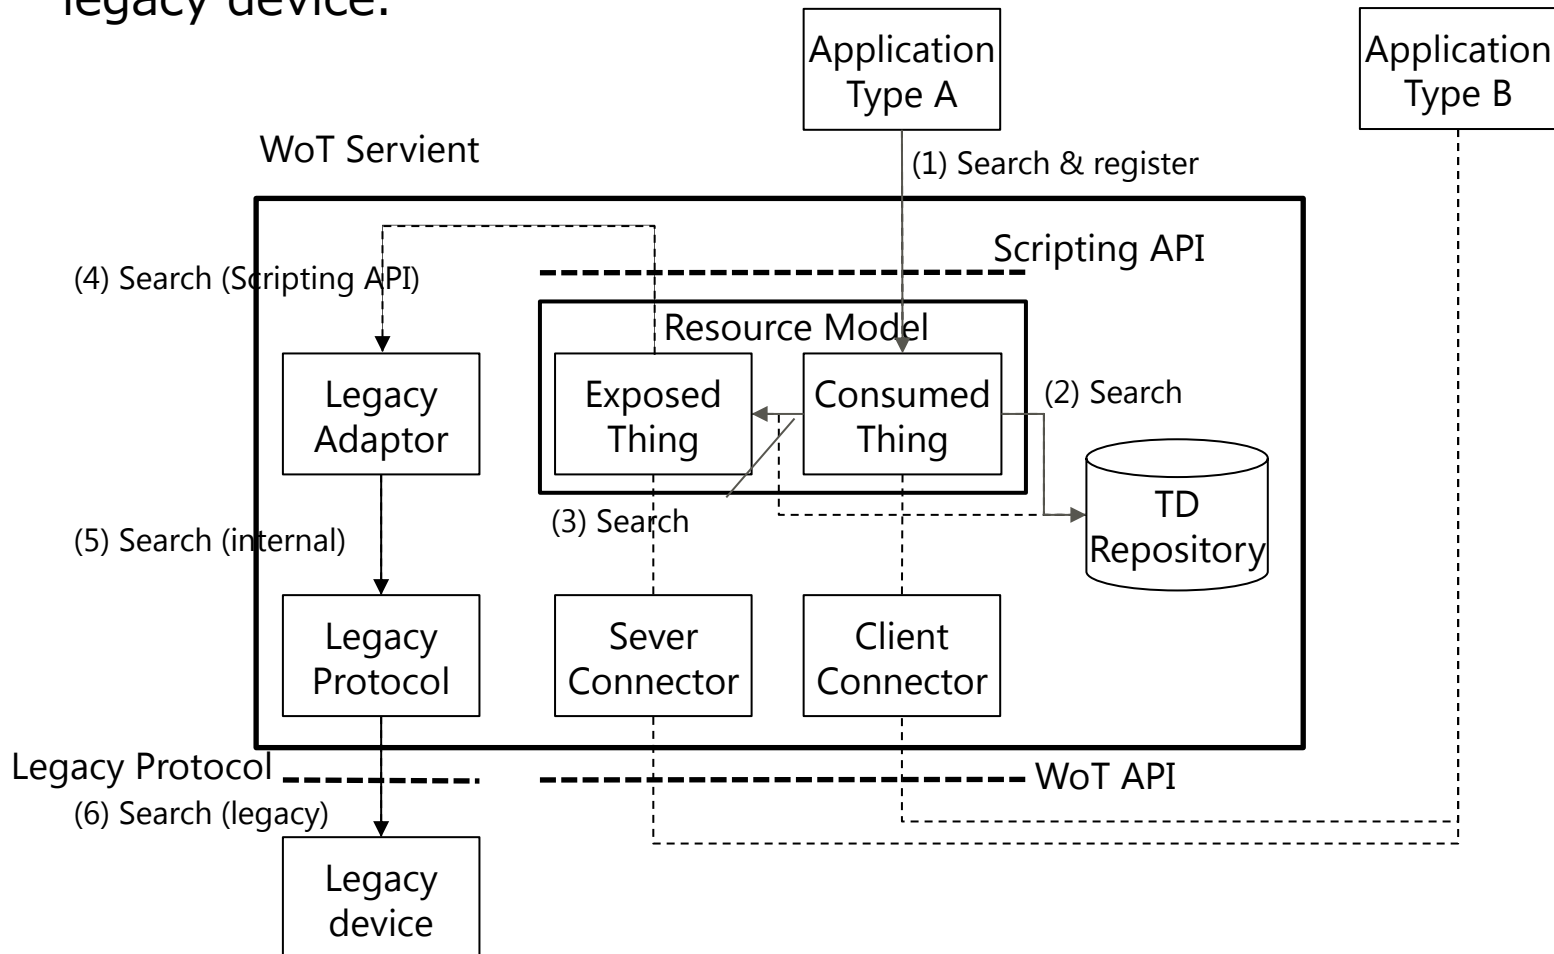 legacy device.
Application
Type A
Application
Type B
WoT Servient
(1) Search & register
Scripting API
(4) Search (Scripting API)
Resource Model
Legacy
Adaptor
Exposed
Thing
Consumed
Thing
(2) Search
TD
Repository
(3) Search
(5) Search (internal)
Legacy
Protocol
Sever
Connector
Client
Connector
Legacy Protocol
WoT API
(6) Search (legacy)
Legacy
device